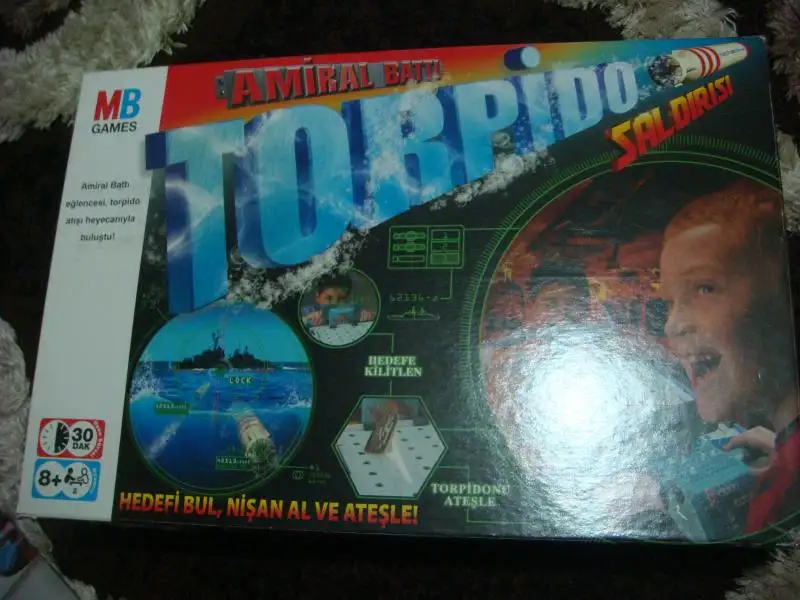 MB
GAMES
AMİRAL BATTI
TORPİDO
SALDIRISI
Amiral Battı
eğlencesi, torpido
atışı heyecanıyla
buluştu!
LOCK
HEDEFE
KİLİTLEN
TORPİDONU
ATEŞLE
30
DAK
8+
2
HEDEFİ BUL, NİŞAN AL VE ATEŞLE!